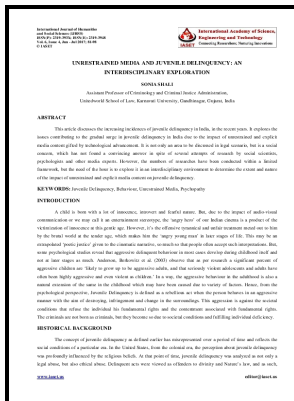 International Journal of Humanities
and Social Sciences (IJHSS)
International Academy of Science,
Engineering and Technology
Connecting Researchers; Nurturing Innovations
© IASET
UNRESTRAINED MEDIA AND JUVENILE DELINQUENCY: AN
INTERDISCIPLINARY EXPLORATION
SONIA SHALI
Assistant Professor of Criminology and Criminal Justice Administration,
Unitedworld School of Law, Karnavati University, Gandhinagar, Gujarat, India
ABSTRACT
This article discusses the increasing incidences of juvenile delinquency in India, in the recent years. It explores the
issues contributing to the gradual surge in juvenile delinquency in India due to the impact of unrestrained and explicit
media content gifted by technological advancement. It is not only an area to be discussed in legal scenario, but is a social
concern, which has not found a convincing answer in spite of several attempts of research by social scientists,
psychologists and other media experts. However, the numbers of researches have been conducted within a limited
framework, but the need of the hour is to explore it in an interdisciplinary environment to determine the extent and nature
of the impact of unrestrained and explicit media content on juvenile delinquency.
KEYWORDS: Juvenile Delinquency, Behaviour, Unrestrained Media, Psychopathy
INTRODUCTION
A child is born with a lot of innocence, introvert and fearful nature. But, due to the impact of audio-visual
communication or we may call it an entertainment stereotype, the 'angry hero' of our Indian cinema is a product of the
victimization of innocence at this gentle age. However, it's the offensive tyrannical and unfair treatment meted out to him
by the brutal world at the tender age, which makes him the 'angry young man' in later stages of life. This may be an
extrapolated 'poetic justice' given to the cinematic narrative, so much so that people often accept such interpretations. But,
some psychological studies reveal that aggressive delinquent behaviour in most cases develop during childhood itself and
not at later stages as much. Anderson, Berkowitz et al. (2003) observe that as per research a significant percent of
aggressive children are 'likely to grow up to be aggressive adults, and that seriously violent adolescents and adults have
often been highly aggressive and even violent as children'. In a way, the aggressive behaviour in the adulthood is also a
natural extension of the same in the childhood which may have been caused due to variety of factors. Hence, from the
psychological perspective, Juvenile Delinquency is defined as a rebellious act when the person behaves in an aggressive
manner with the aim of destroying, infringement and change in the surroundings. This aggression is against the societal
conditions that refuse the individual his fundamental rights and the commitment associated with fundamental rights.
The criminals are not born as criminals, but they become so due to societal conditions and fulfilling individual deficiency.
HISTORICAL BACKGROUND
The concept of juvenile delinquency as defined earlier has metamorphosed over a period of time and reflects the
social conditions of a particular era. In the United States, from the colonial era, the perception about juvenile delinquency
was profoundly influenced by the religious beliefs. At that point of time, juvenile delinquency was analyzed as not only a
legal abuse, but also ethical abuse. Delinquent acts were viewed as offenders to divinity and Nature's law, and as such,
www.iaset.us
editor@iaset.us